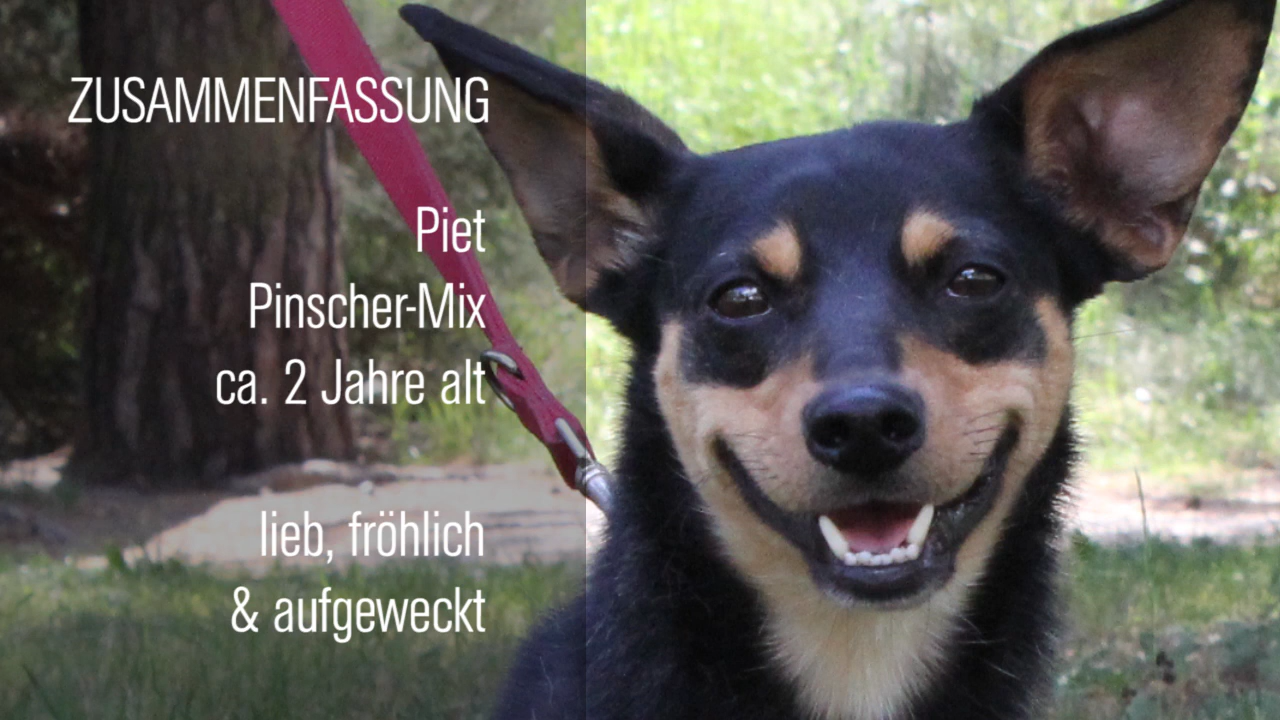 ZUSAMMENFASSUNG
Piet
Pinscher-Mix
ca. 2 Jahre alt
lieb, fröhlich
& aufgeweckt